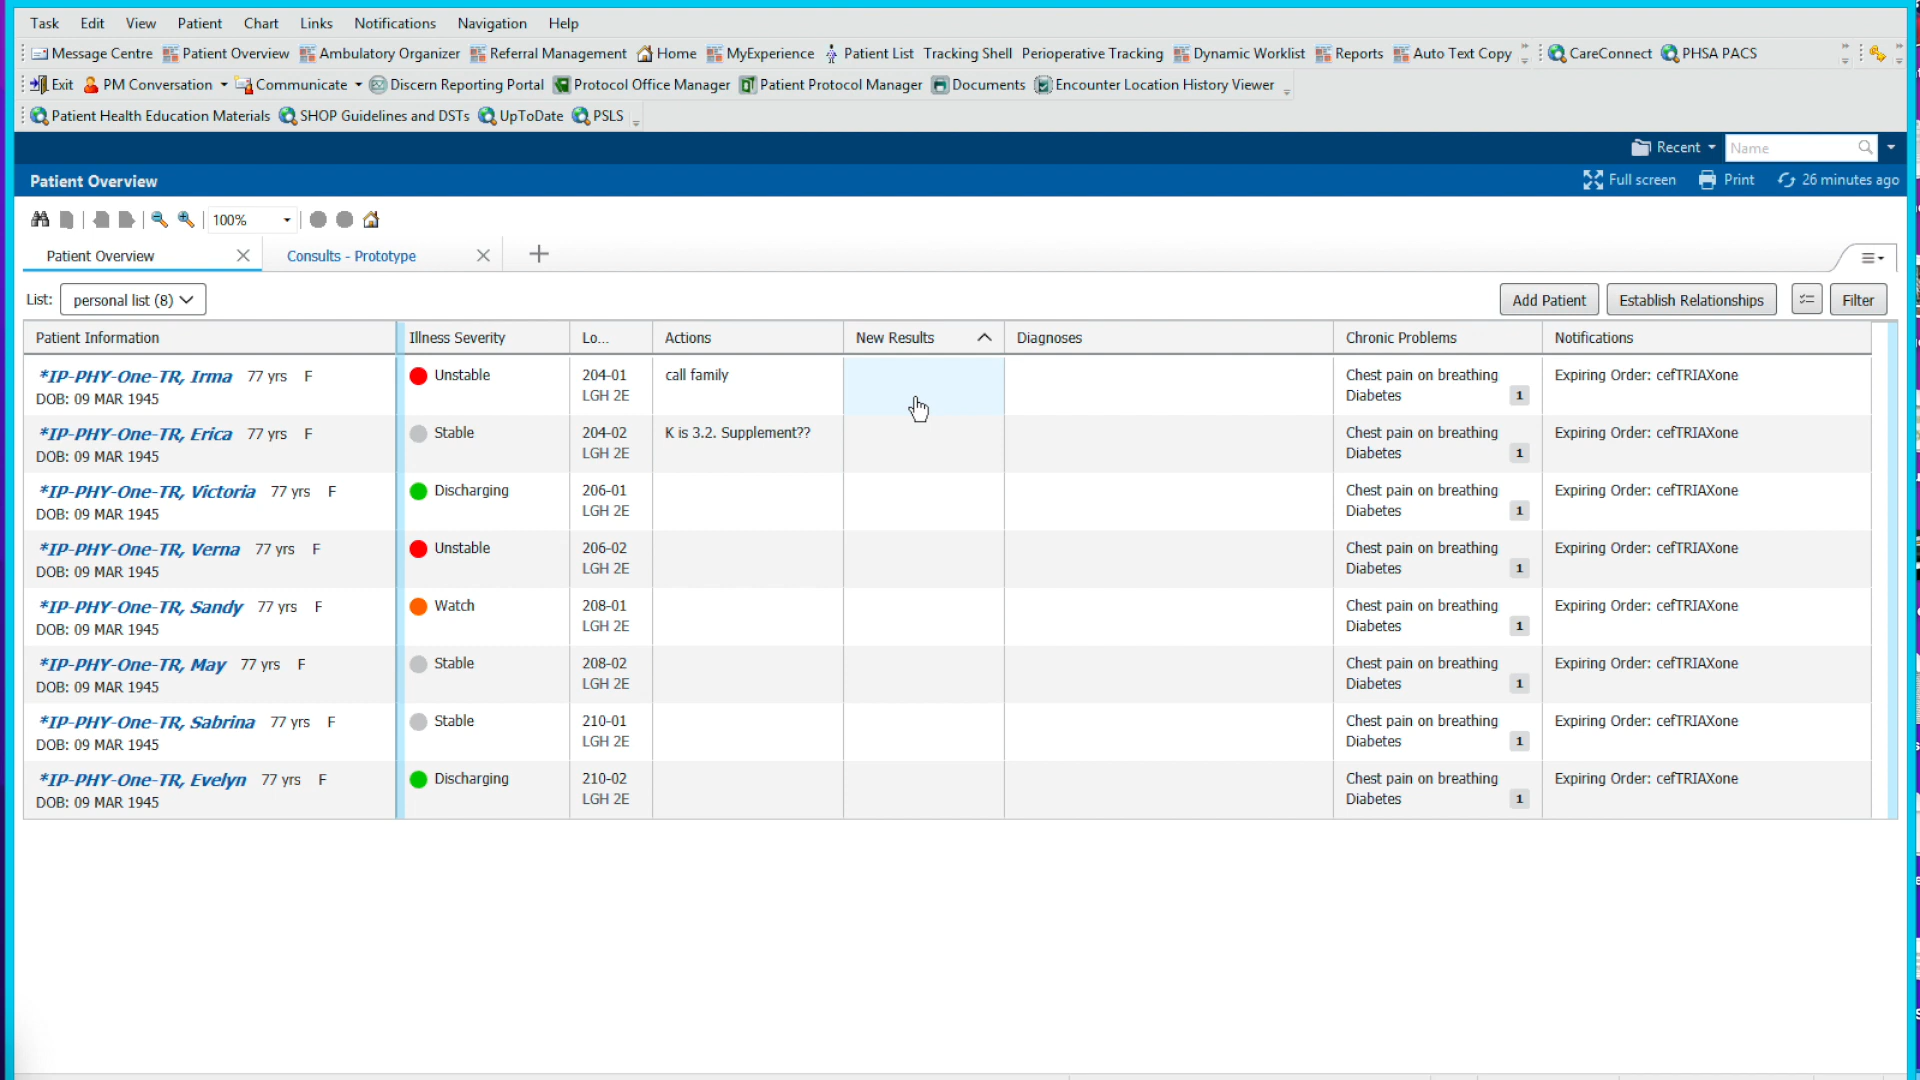 Task Edit View Patient Chart Links Notifications Navigation Help
Message Centre Patient Overview Ambulatory Organizer Referral Management Home MyExperience Patient List Tracking Shell Perioperative Tracking Dynamic Worklist Reports Auto Text Copy CareConnect PHSA PACS
Exit PM Conversation Communicate Discern Reporting Portal Protocol Office Manager Patient Protocol Manager Documents Encounter Location History Viewer
Patient Health Education Materials SHOP Guidelines and DSTs UpToDate PSLS
Recent Name
Patient Overview Full screen Print 26 minutes ago
100%
Patient Overview Consults - Prototype
List: personal list (8) Add Patient Establish Relationships Filter
Patient Information Illness Severity Lo... Actions New Results Diagnoses Chronic Problems Notifications
*IP-PHY-One-TR, Irma 77 yrs F Unstable 204-01 call family Chest pain on breathing Expiring Order: cefTRIAXone
DOB: 09 MAR 1945 LGH 2E Diabetes 1
*IP-PHY-One-TR, Erica 77 yrs F Stable 204-02 K is 3.2. Supplement?? Chest pain on breathing Expiring Order: cefTRIAXone
DOB: 09 MAR 1945 LGH 2E Diabetes 1
*IP-PHY-One-TR, Victoria 77 yrs F Discharging 206-01 Chest pain on breathing Expiring Order: cefTRIAXone
DOB: 09 MAR 1945 LGH 2E Diabetes 1
*IP-PHY-One-TR, Verna 77 yrs F Unstable 206-02 Chest pain on breathing Expiring Order: cefTRIAXone
DOB: 09 MAR 1945 LGH 2E Diabetes 1
*IP-PHY-One-TR, Sandy 77 yrs F Watch 208-01 Chest pain on breathing Expiring Order: cefTRIAXone
DOB: 09 MAR 1945 LGH 2E Diabetes 1
*IP-PHY-One-TR, May 77 yrs F Stable 208-02 Chest pain on breathing Expiring Order: cefTRIAXone
DOB: 09 MAR 1945 LGH 2E Diabetes 1
*IP-PHY-One-TR, Sabrina 77 yrs F Stable 210-01 Chest pain on breathing Expiring Order: cefTRIAXone
DOB: 09 MAR 1945 LGH 2E Diabetes 1
*IP-PHY-One-TR, Evelyn 77 yrs F Discharging 210-02 Chest pain on breathing Expiring Order: cefTRIAXone
DOB: 09 MAR 1945 LGH 2E Diabetes 1